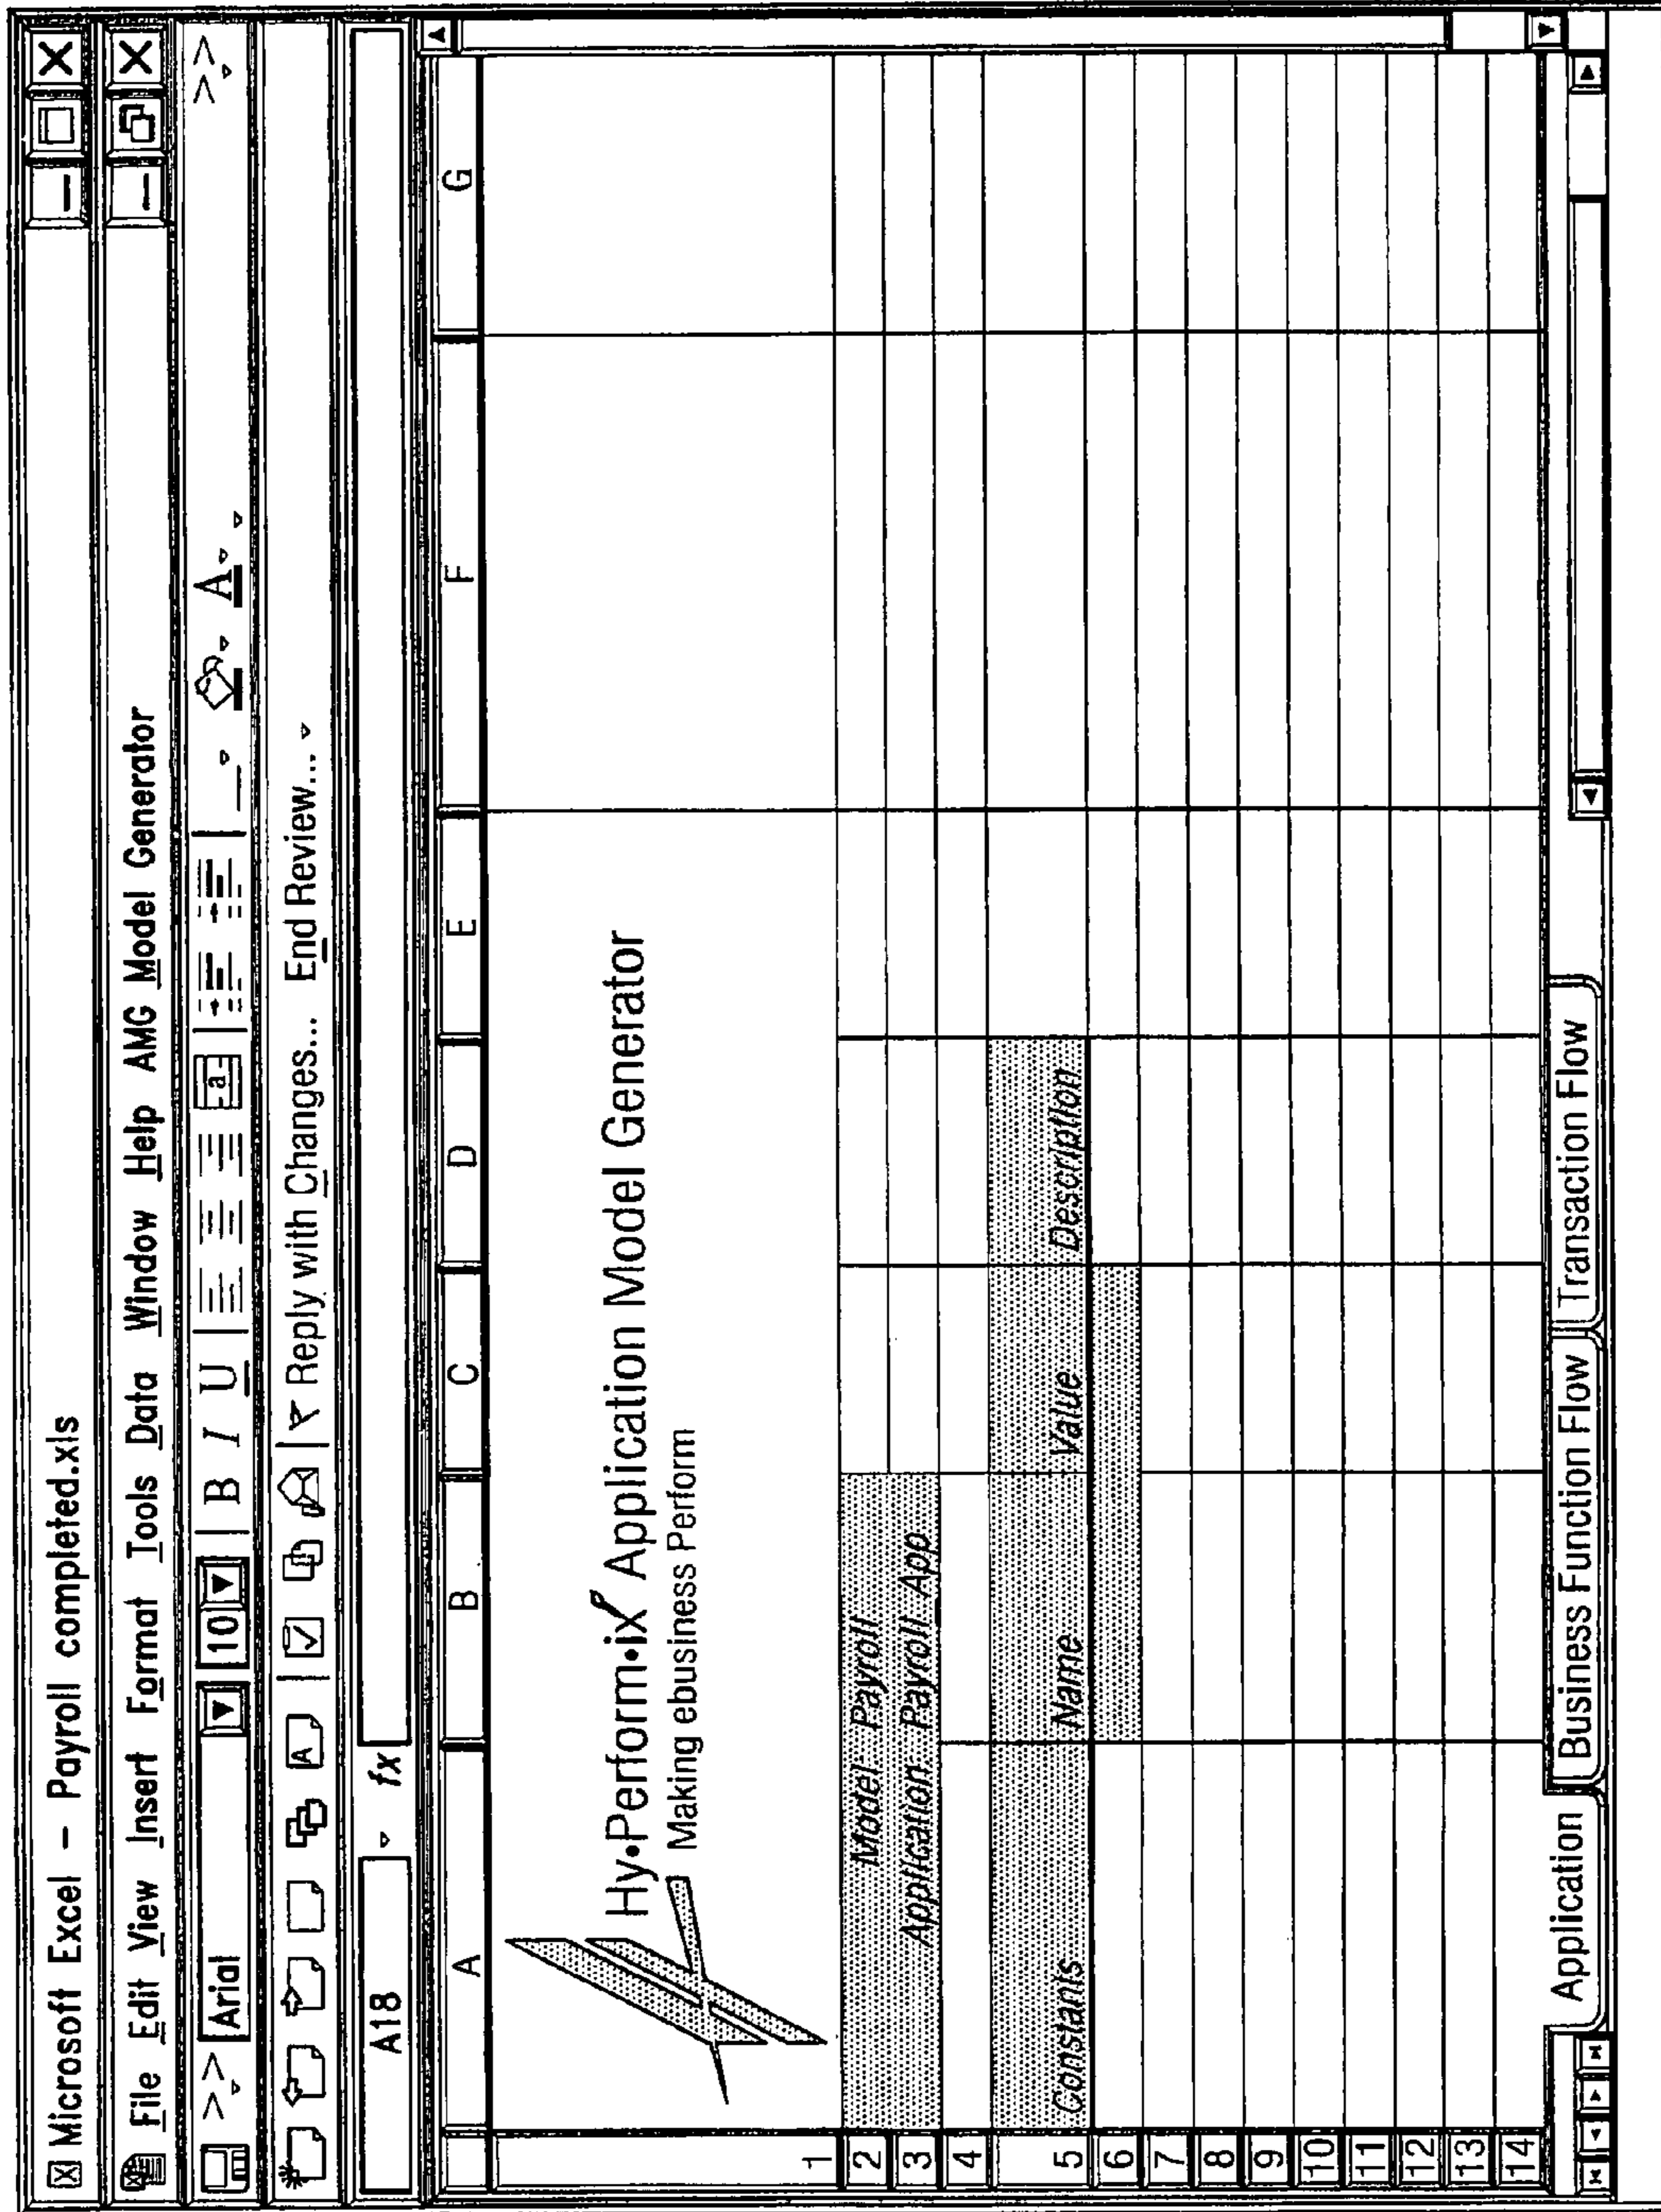 Microsoft Excel – Payroll completed.xls
File Edit View Insert Format Tools Data Window Help AMG Model Generator
>> Arial 10 B I U a A >>
A Reply with Changes... End Review...
A18 fx
A B C D E F G
Hy•Perform•ix Application Model Generator
Making ebusiness Perform
1
2 Model: Payroll
3 Application: Payroll_App
4
5 Constants Name Value Description
6
7
8
9
10
11
12
13
14
Application Business Function Flow Transaction Flow